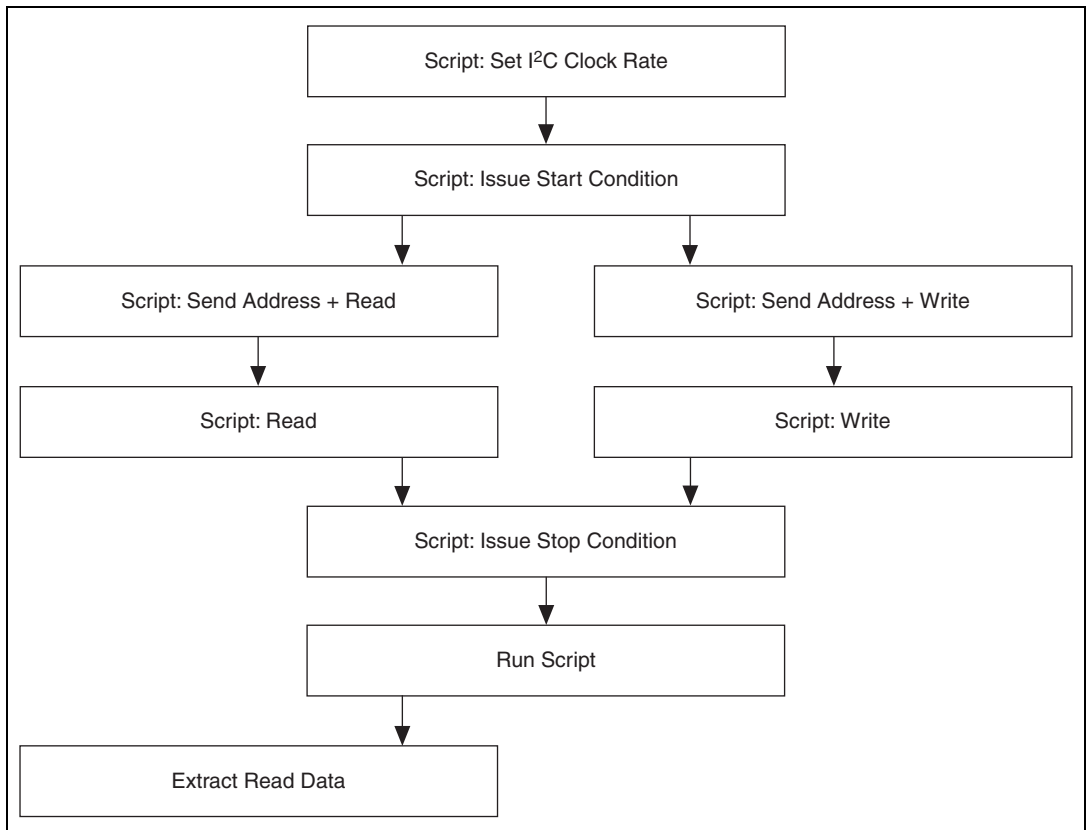 Script: Set I²C Clock Rate
Script: Issue Start Condition
Script: Send Address + Read
Script: Send Address + Write
Script: Read
Script: Write
Script: Issue Stop Condition
Run Script
Extract Read Data